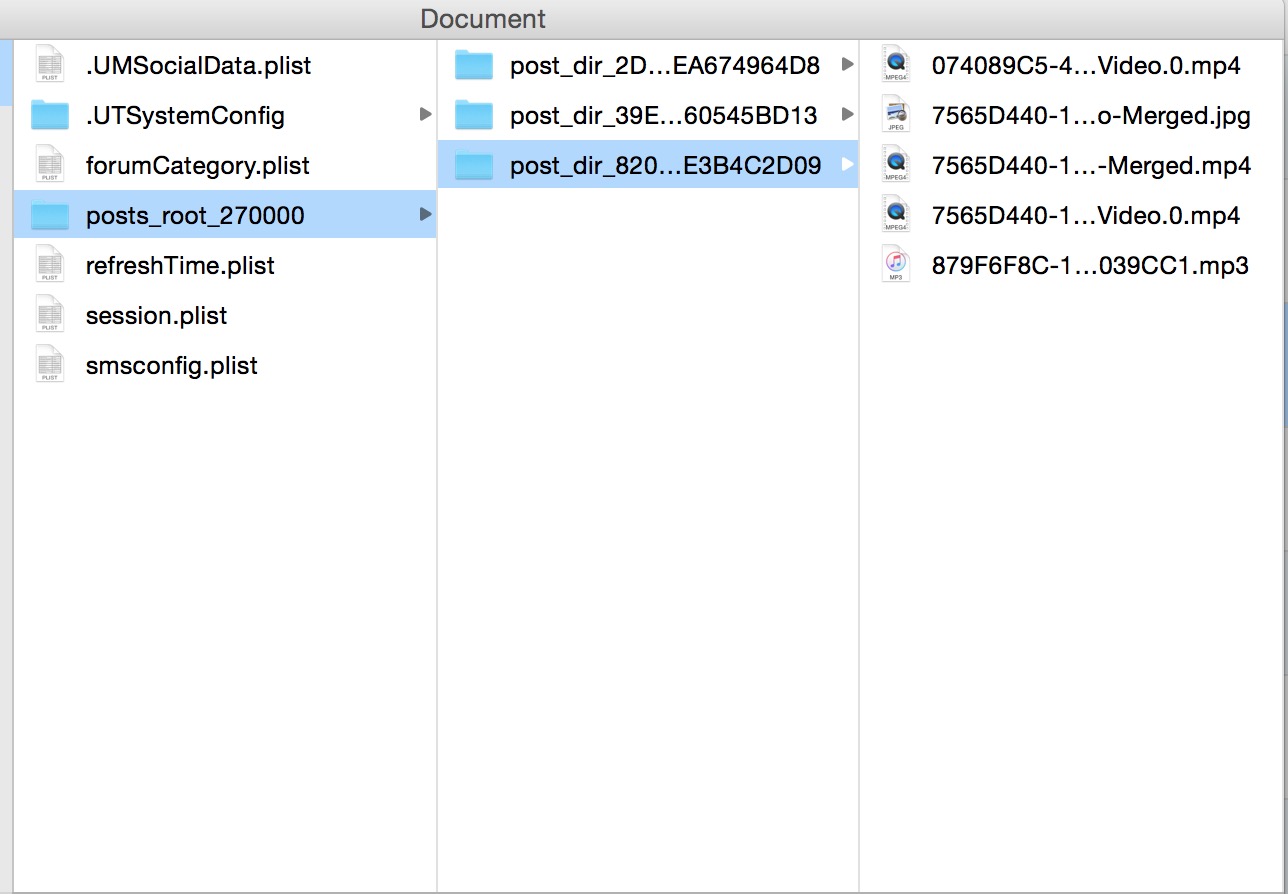 Document
.UMSocialData.plist
.UTSystemConfig
forumCategory.plist
posts_root_270000
refreshTime.plist
session.plist
smsconfig.plist
post_dir_2D...EA674964D8
post_dir_39E...60545BD13
post_dir_820...E3B4C2D09
074089C5-4...Video.0.mp4
7565D440-1...o-Merged.jpg
7565D440-1...-Merged.mp4
7565D440-1...Video.0.mp4
879F6F8C-1...039CC1.mp3
PLIST
PLIST
PLIST
PLIST
PLIST
MPEG4
JPEG
MPEG4
MPEG4
MP3